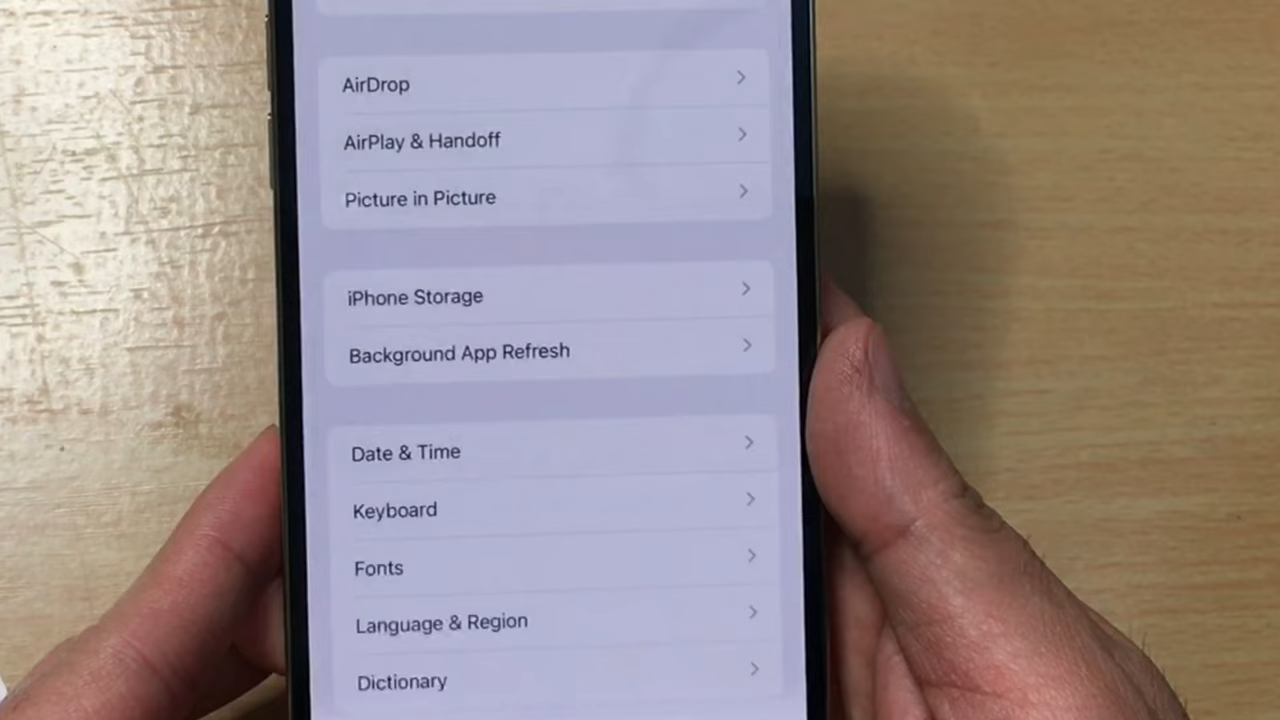 AirDrop
AirPlay & Handoff
Picture in Picture
iPhone Storage
Background App Refresh
Date & Time
Keyboard
Fonts
Language & Region
Dictionary